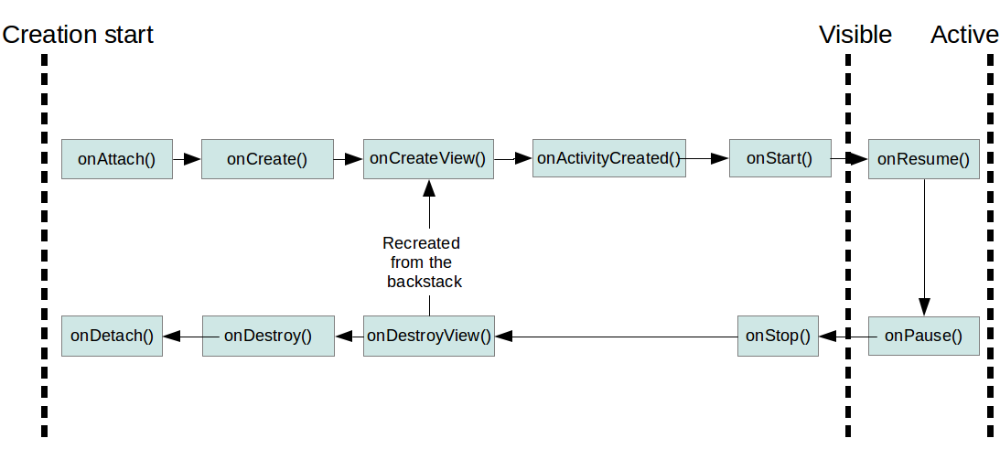 Creation start
Visible
Active
onAttach()
onCreate()
onCreateView()
onActivityCreated()
onStart()
onResume()
Recreated
from the
backstack
onDetach()
onDestroy()
onDestroyView()
onStop()
onPause()